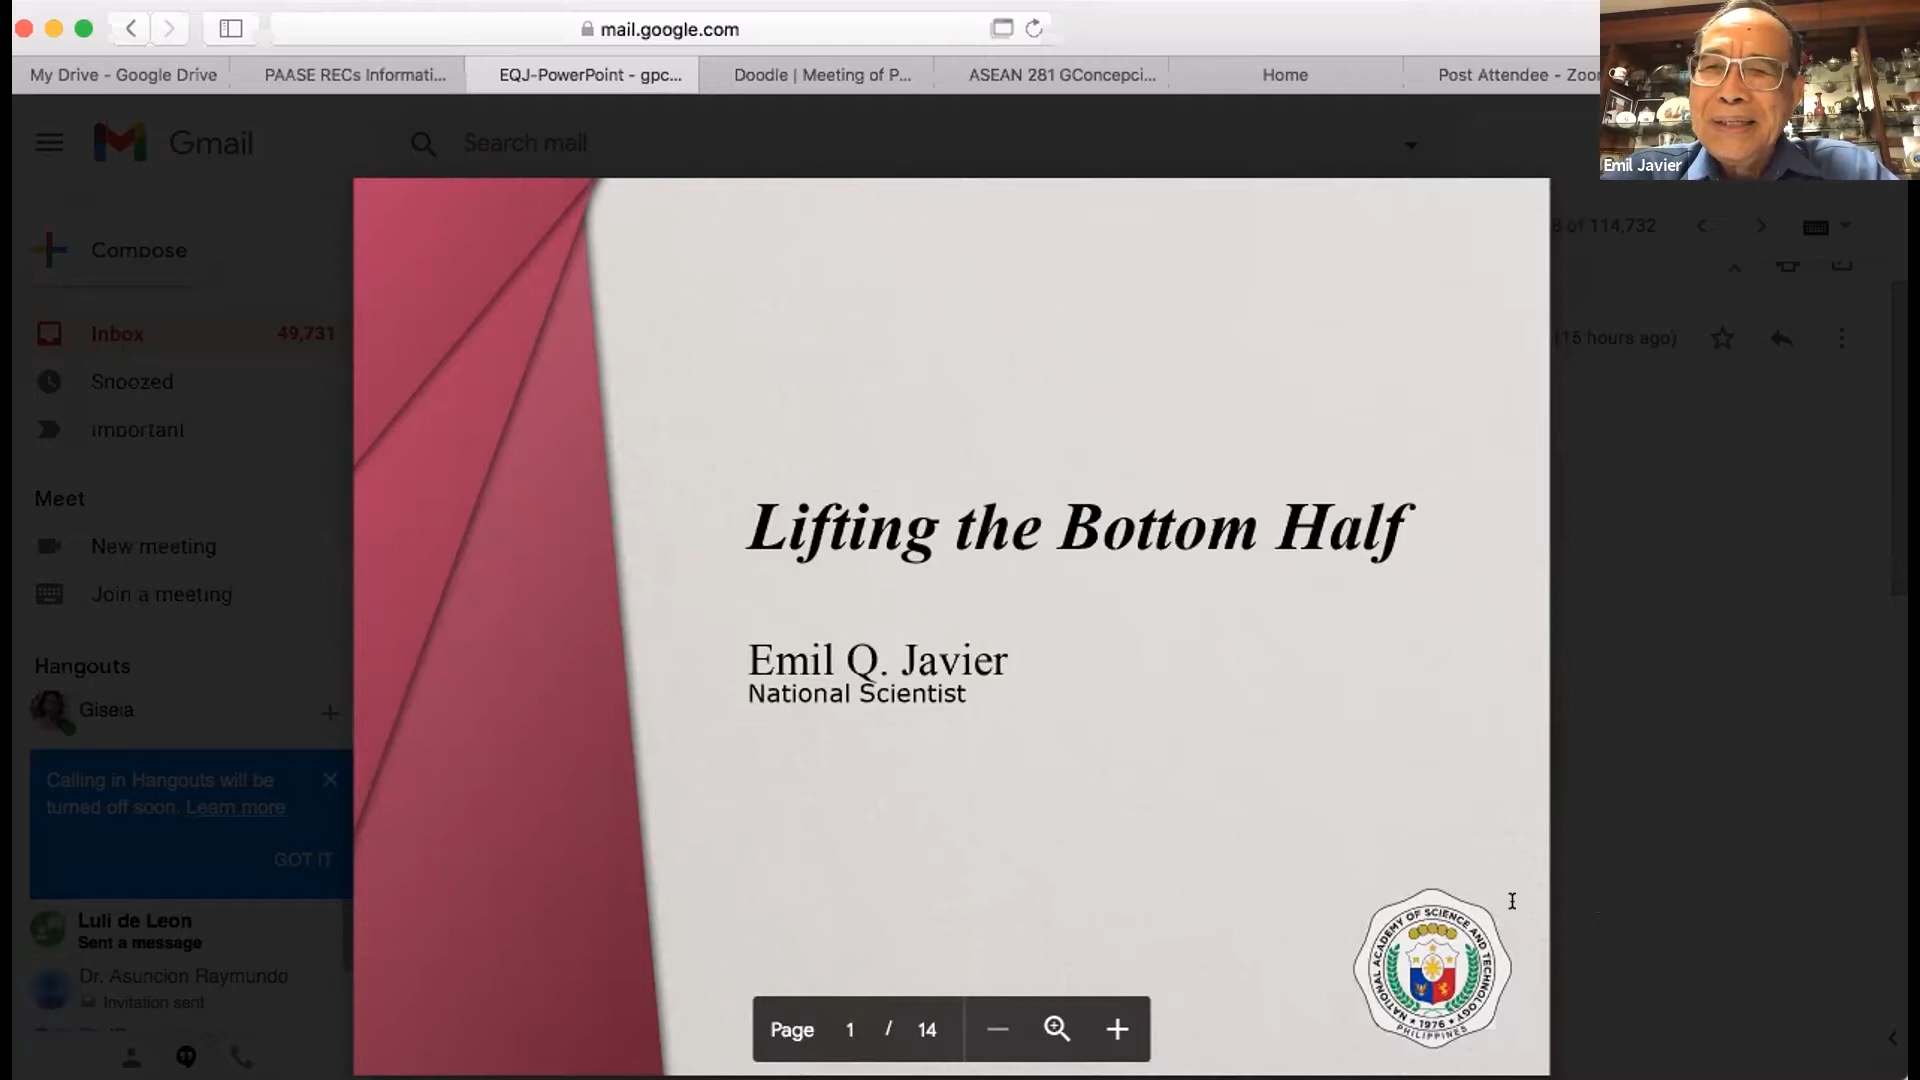 mail.google.com
My Drive - Google Drive
PAASE RECs Informati...
EQJ-PowerPoint - gpc...
Doodle | Meeting of P...
ASEAN 281 GConcepci...
Home
Post Attendee - Zoo
Emil Javier
Gmail
Search mail
8 of 114,732
Compose
(15 hours ago)
Inbox 49,731
Snoozed
Important
Meet
New meeting
Join a meeting
Hangouts
Gisela
Calling in Hangouts will be
turned off soon. Learn more
GOT IT
Luli de Leon
Sent a message
Dr. Asuncion Raymundo
Invitation sent
Lifting the Bottom Half
Emil Q. Javier
National Scientist
NATIONAL ACADEMY OF SCIENCE AND TECHNOLOGY
1976
PHILIPPINES
Page 1 / 14